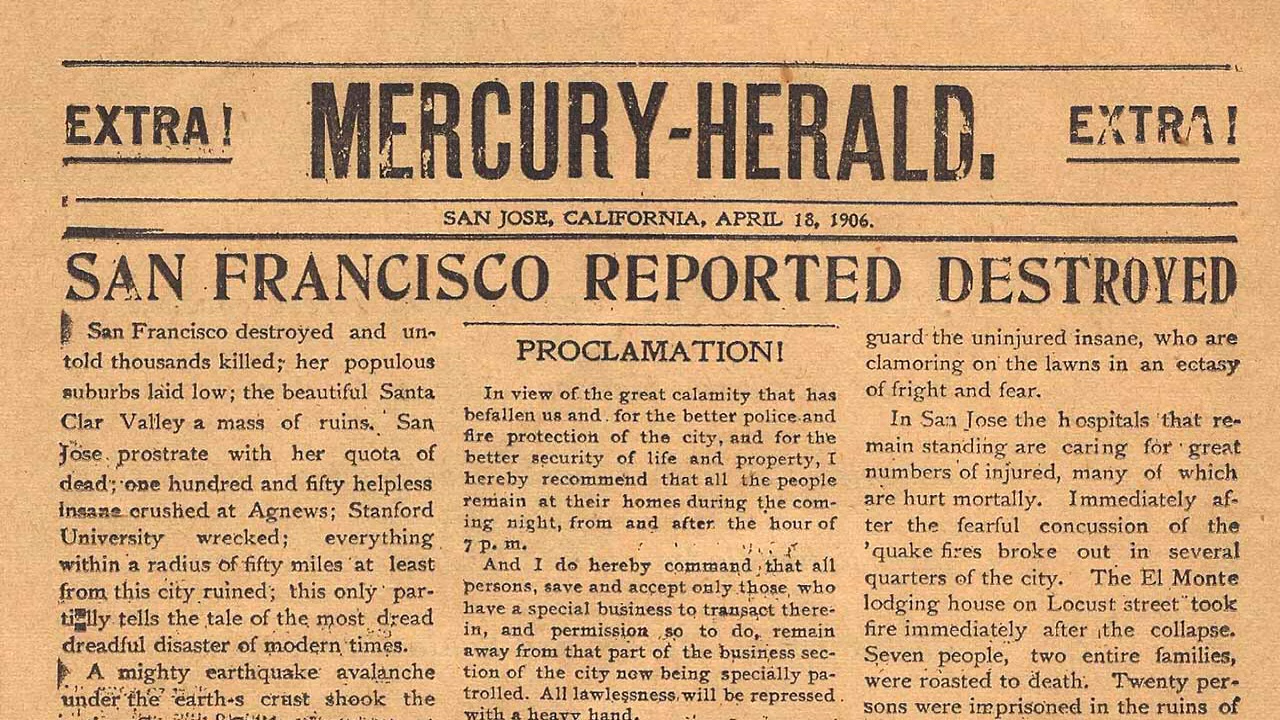 EXTRA!
MERCURY-HERALD.
EXTRA!
SAN JOSE, CALIFORNIA, APRIL 18, 1906.
SAN FRANCISCO REPORTED DESTROYED
San Francisco destroyed and un-
told thousands killed; her populous
suburbs laid low; the beautiful Santa
Clar Valley a mass of ruins. San
Jose prostrate with her quota of
dead; one hundred and fifty helpless
insane crushed at Agnews; Stanford
University wrecked; everything
within a radius of fifty miles at least
from this city ruined; this only par-
tially tells the tale of the most dread
dreadful disaster of modern times.
A mighty earthquake avalanche
under the earth-s crust shook the
PROCLAMATION!
In view of the great calamity that has
befallen us and for the better police and
fire protection of the city, and for the
better security of life and property, I
hereby recommend that all the people
remain at their homes during the com-
ing night, from and after the hour of
7 p. m.
And I do hereby command that all
persons, save and accept only those who
have a special business to transact there-
in, and permission so to do, remain
away from that part of the business sec-
tion of the city now being specially pa-
trolled. All lawlessness will be repressed
with a heavy hand.
guard the uninjured insane, who are
clamoring on the lawns in an ectasy
of fright and fear.
In San Jose the hospitals that re-
main standing are caring for great
numbers of injured, many of which
are hurt mortally. Immediately af-
ter the fearful concussion of the
'quake fires broke out in several
quarters of the city. The El Monte
lodging house on Locust street took
fire immediately after the collapse.
Seven people, two entire families,
were roasted to death. Twenty per-
sons were imprisoned in the ruins of